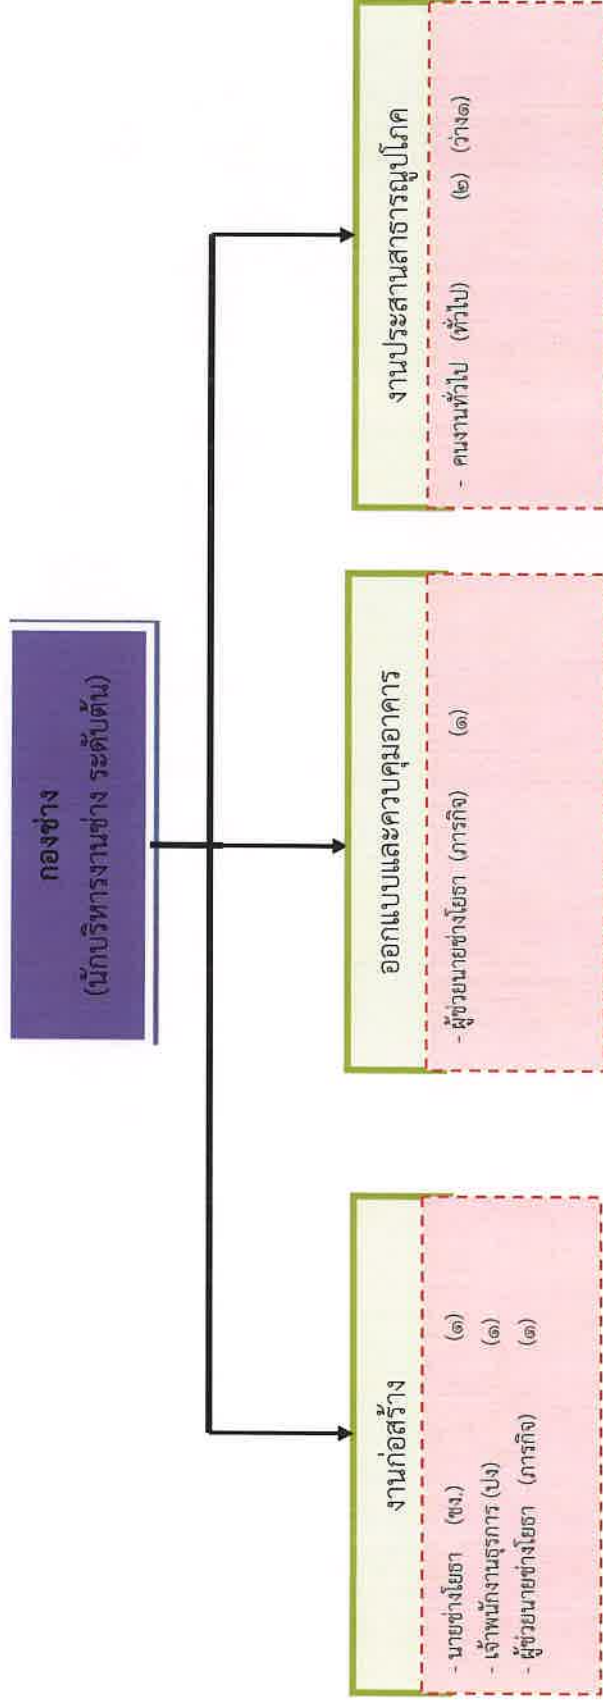 กองช่าง
(นักบริหารงานช่าง ระดับต้น)
งานก่อสร้าง
- นายช่างโยธา (ชง.) (๑)
- เจ้าพนักงานธุรการ (ปง) (๑)
- ผู้ช่วยนายช่างโยธา (ภารกิจ) (๑)
ออกแบบและควบคุมอาคาร
- ผู้ช่วยนายช่างโยธา (ภารกิจ) (๑)
งานประสานสาธารณูปโภค
- คนงานทั่วไป (ทั่วไป) (๒) (ว่าง๑)